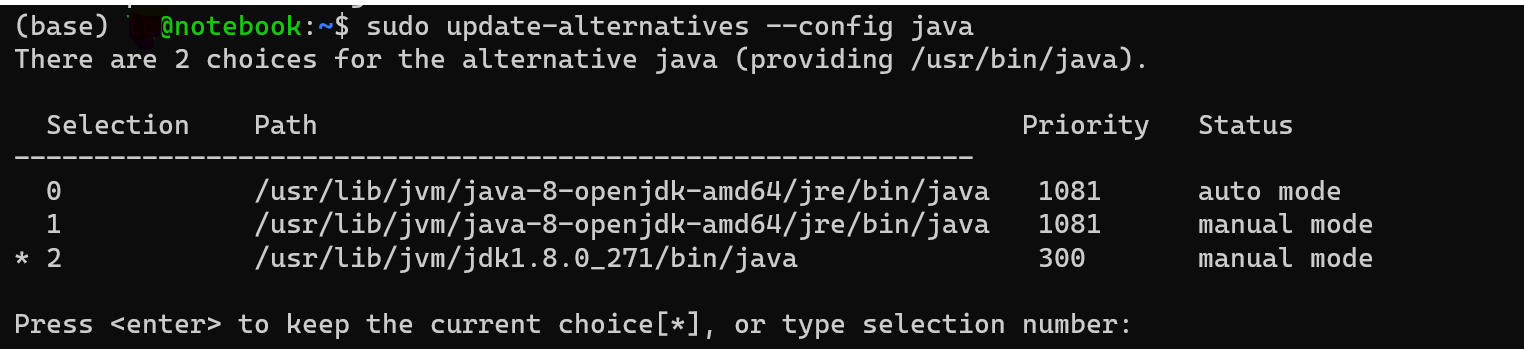 (base) @notebook:~$ sudo update-alternatives --config java
There are 2 choices for the alternative java (providing /usr/bin/java).
Selection Path Priority Status
------------------------------------------------------------
0 /usr/lib/jvm/java-8-openjdk-amd64/jre/bin/java 1081 auto mode
1 /usr/lib/jvm/java-8-openjdk-amd64/jre/bin/java 1081 manual mode
* 2 /usr/lib/jvm/jdk1.8.0_271/bin/java 300 manual mode
Press <enter> to keep the current choice[*], or type selection number: